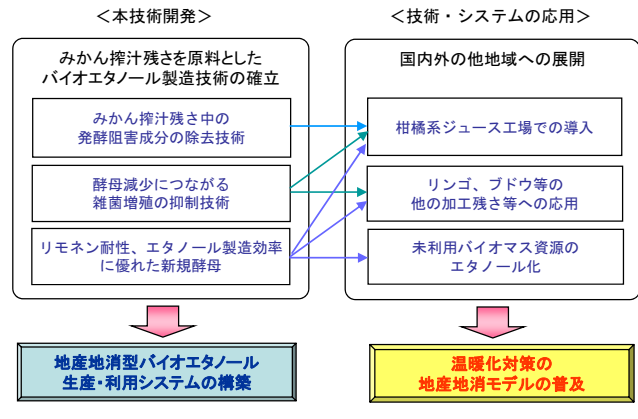 ＜本技術開発＞
みかん搾汁残さを原料とした
バイオエタノール製造技術の確立
みかん搾汁残さ中の
発酵阻害成分の除去技術
酵母減少につながる
雑菌増殖の抑制技術
リモネン耐性、エタノール製造効率
に優れた新規酵母
地産地消型バイオエタノール
生産・利用システムの構築
＜技術・システムの応用＞
国内外の他地域への展開
柑橘系ジュース工場での導入
リンゴ、ブドウ等の
他の加工残さ等への応用
未利用バイオマス資源の
エタノール化
温暖化対策の
地産地消モデルの普及